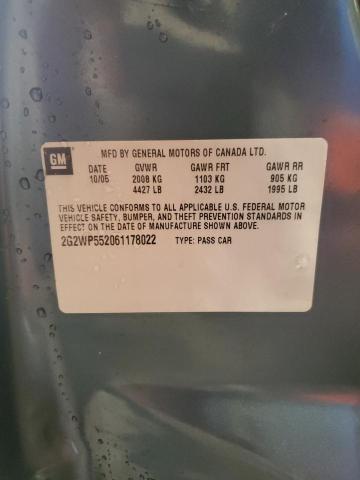 GM
MFD BY GENERAL MOTORS OF CANADA LTD.
DATE GVWR GAWR FRT GAWR RR
10/05 2008 KG 1103 KG 905 KG
4427 LB 2432 LB 1995 LB
THIS VEHICLE CONFORMS TO ALL APPLICABLE U.S. FEDERAL MOTOR
VEHICLE SAFETY, BUMPER, AND THEFT PREVENTION STANDARDS IN
EFFECT ON THE DATE OF MANUFACTURE SHOWN ABOVE.
2G2WP552061178022 TYPE: PASS CAR